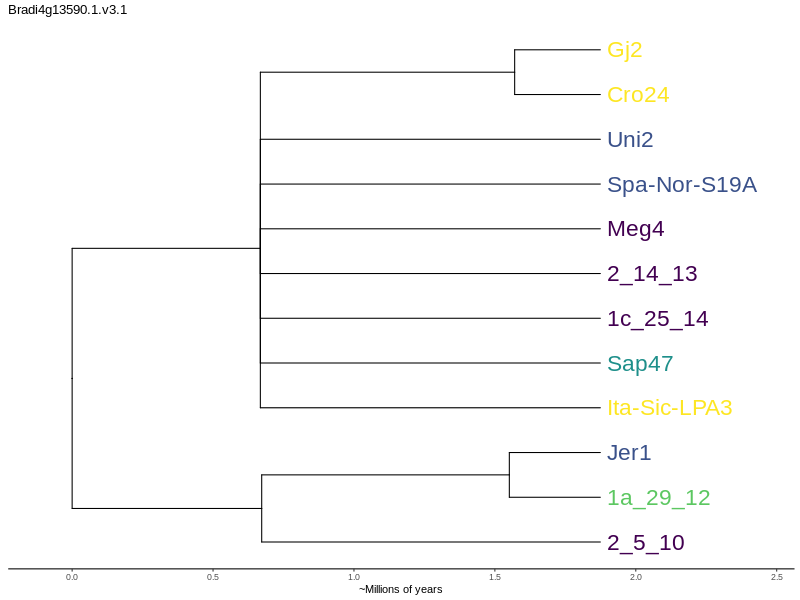 Bradi4g13590.1.v3.1
Gj2
Cro24
Uni2
Spa-Nor-S19A
Meg4
2_14_13
1c_25_14
Sap47
Ita-Sic-LPA3
Jer1
1a_29_12
2_5_10
0.0 0.5 1.0 1.5 2.0 2.5
~Millions of years